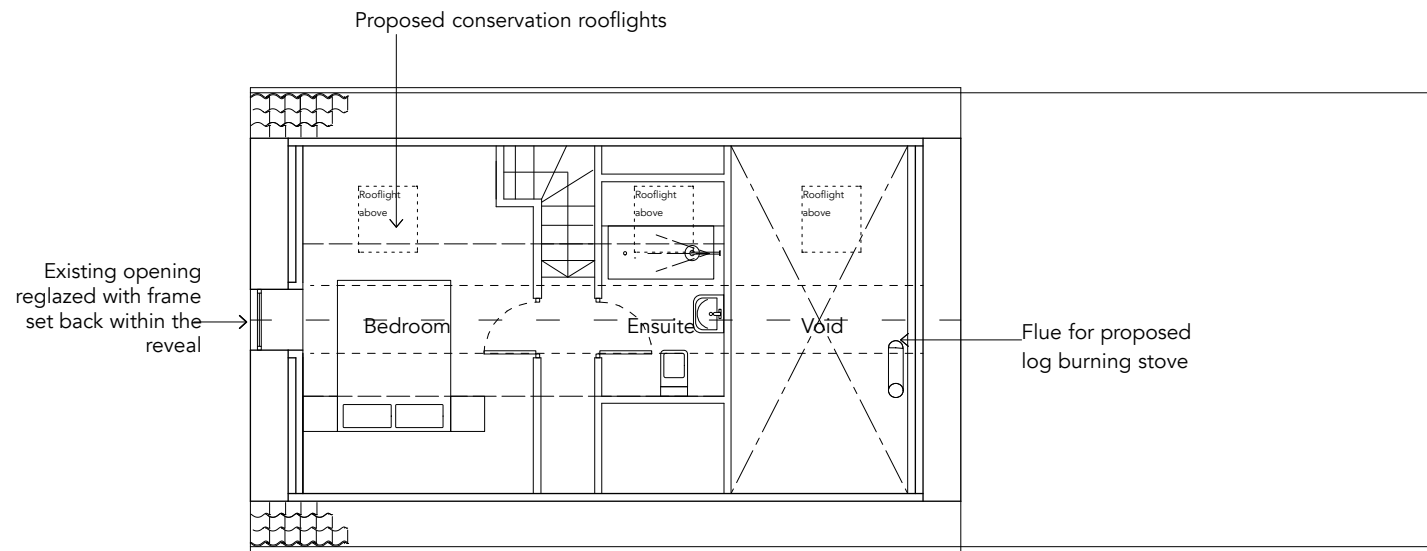 Proposed conservation rooflights
Rooflight
above
Rooflight
above
Rooflight
above
Existing opening
reglazed with frame
set back within the
reveal
Bedroom
Ensuite
Void
Flue for proposed
log burning stove